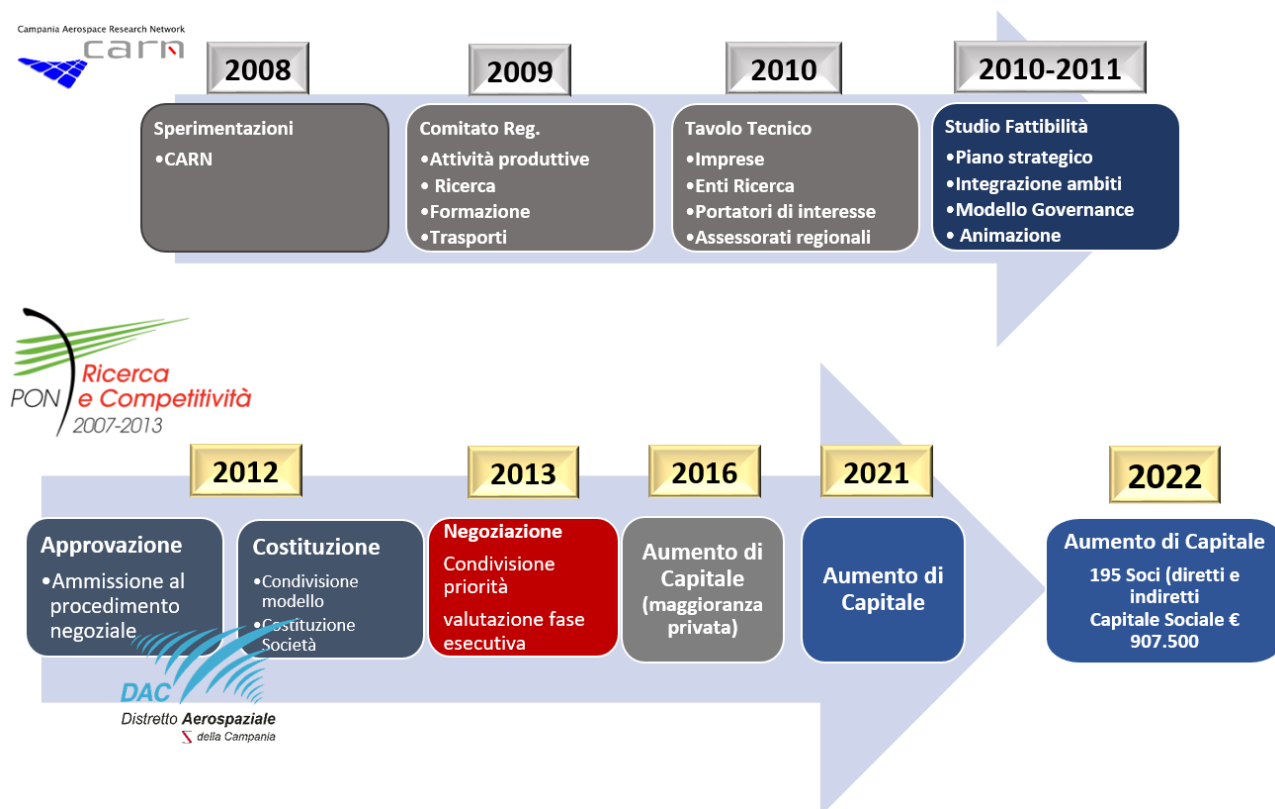 Campania Aerospace Research Network
carn
2008
2009
2010
2010-2011
Sperimentazioni
•CARN
Comitato Reg.
•Attività produttive
• Ricerca
•Formazione
•Trasporti
Tavolo Tecnico
•Imprese
•Enti Ricerca
•Portatori di interesse
•Assessorati regionali
Studio Fattibilità
•Piano strategico
•Integrazione ambiti
•Modello Governance
• Animazione
PON
Ricerca
e Competitività
2007-2013
2012
2013
2016
2021
2022
Approvazione
•Ammissione al
procedimento
negoziale
Costituzione
•Condivisione
modello
•Costituzione
Società
Negoziazione
Condivisione
priorità
valutazione fase
esecutiva
Aumento di
Capitale
(maggioranza
privata)
Aumento di
Capitale
Aumento di Capitale
195 Soci (diretti e
indiretti
Capitale Sociale €
907.500
DAC
Distretto Aerospaziale
della Campania